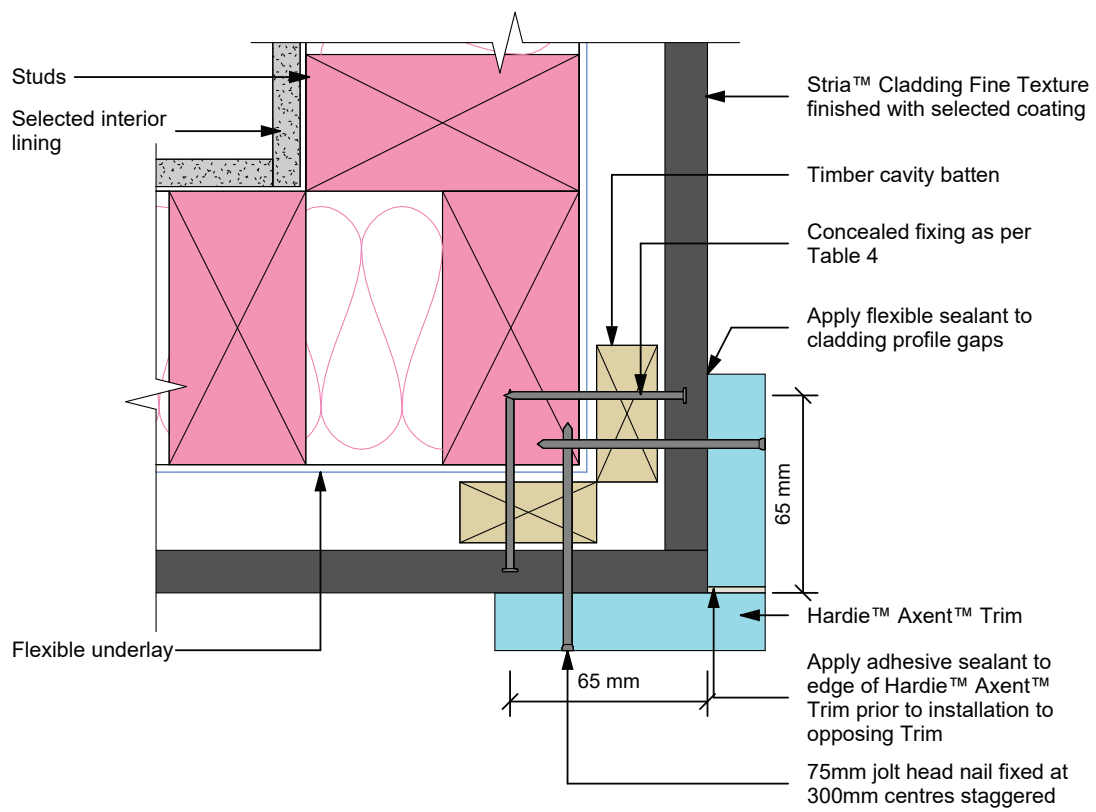 Studs
Selected interior
lining
Flexible underlay
Stria™ Cladding Fine Texture
finished with selected coating
Timber cavity batten
Concealed fixing as per
Table 4
Apply flexible sealant to
cladding profile gaps
65 mm
65 mm
Hardie™ Axent™ Trim
Apply adhesive sealant to
edge of Hardie™ Axent™
Trim prior to installation to
opposing Trim
75mm jolt head nail fixed at
300mm centres staggered